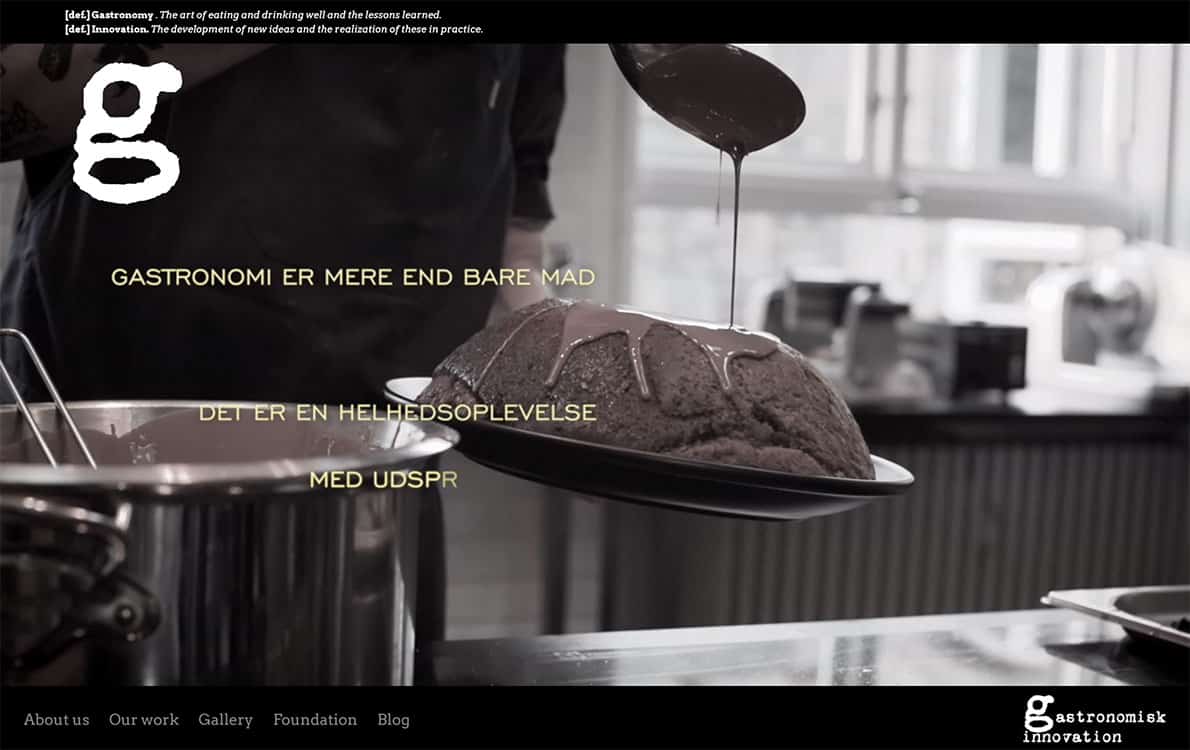 [def.] Gastronomy . The art of eating and drinking well and the lessons learned.
[def.] Innovation. The development of new ideas and the realization of these in practice.
g
GASTRONOMI ER MERE END BARE MAD
DET ER EN HELHEDSOPLEVELSE
MED UDSPR
About us Our work Gallery Foundation Blog
gastronomisk
innovation